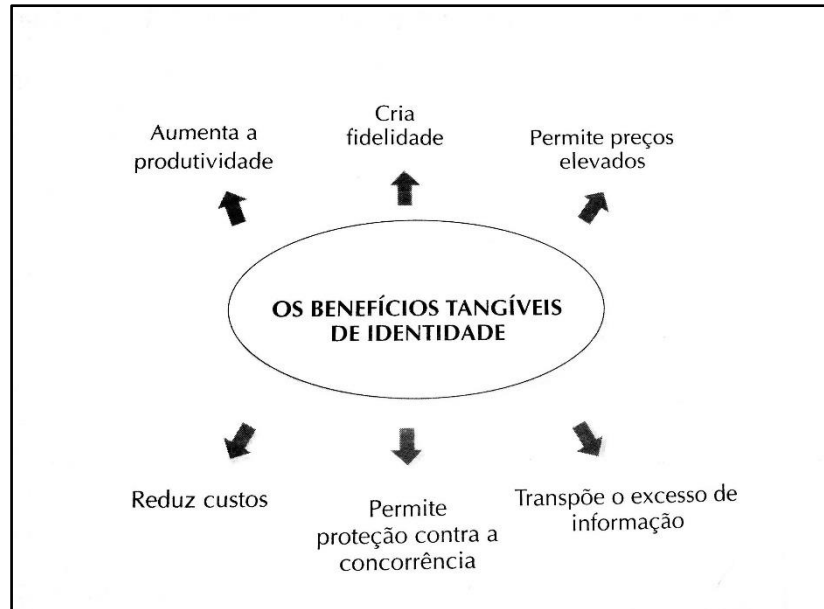 Aumenta a
produtividade
Cria
fidelidade
Permite preços
elevados
OS BENEFÍCIOS TANGÍVEIS
DE IDENTIDADE
Reduz custos
Permite
proteção contra a
concorrência
Transpõe o excesso de
informação